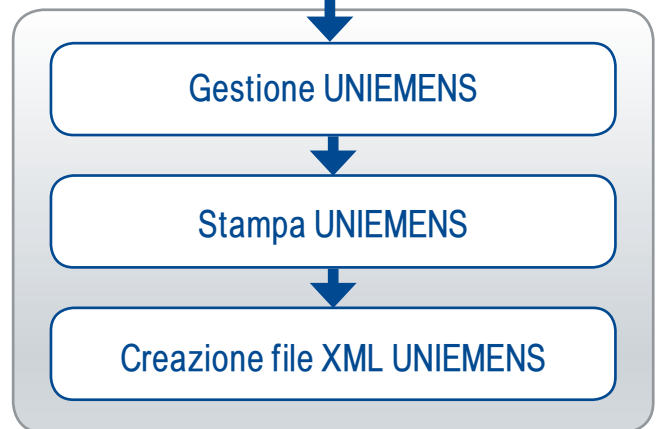 Gestione UNIEMENS
Stampa UNIEMENS
Creazione file XML UNIEMENS